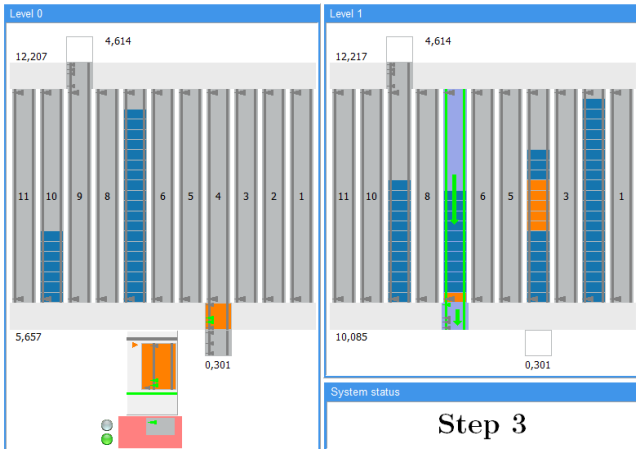 Level 0
4,614
12,207
11 10 9 8 6 5 4 3 2 1
5,657
0,301
Level 1
4,614
12,217
11 10 8 6 5 3 1
10,085
0,301
System status
Step 3